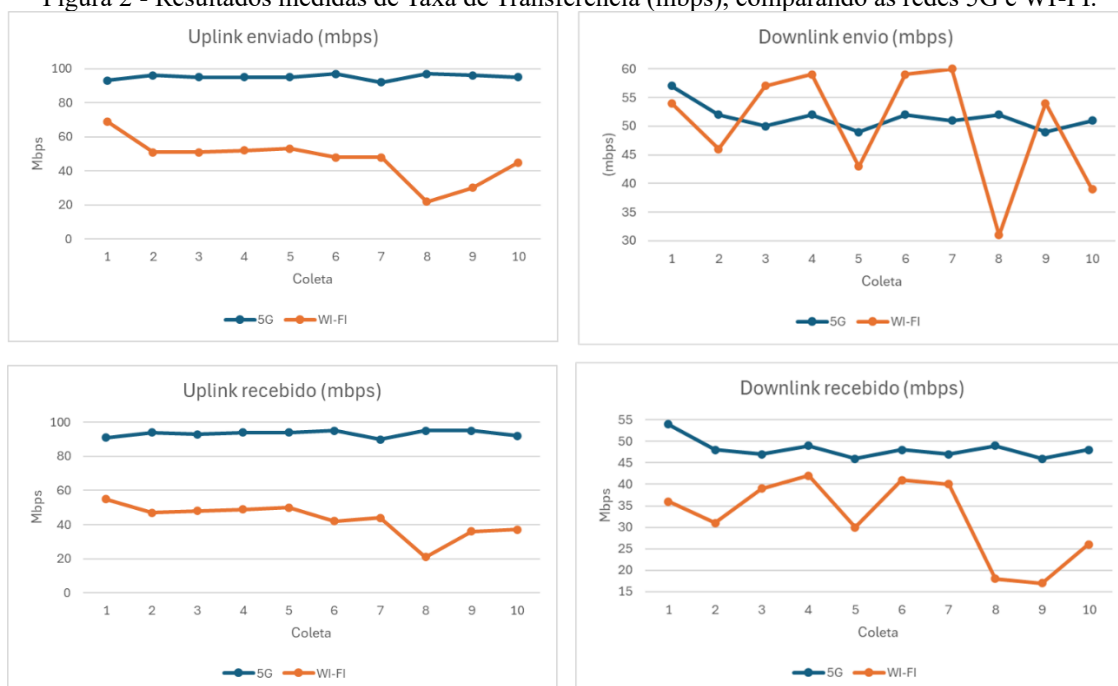 Figura 2 - Resultados medidas de Taxa de Transferência (mbps), comparando as redes 5G e WI-FI.
Uplink enviado (mbps)
100
80
60
40
20
0
Mbps
1 2 3 4 5 6 7 8 9 10
Coleta
5G WI-FI
Downlink envio (mbps)
60
55
50
45
40
35
30
(mbps)
1 2 3 4 5 6 7 8 9 10
Coleta
5G WI-FI
Uplink recebido (mbps)
100
80
60
40
20
0
Mbps
1 2 3 4 5 6 7 8 9 10
Coleta
5G WI-FI
Downlink recebido (mbps)
55
50
45
40
35
30
25
20
15
Mbps
1 2 3 4 5 6 7 8 9 10
Coleta
5G WI-FI